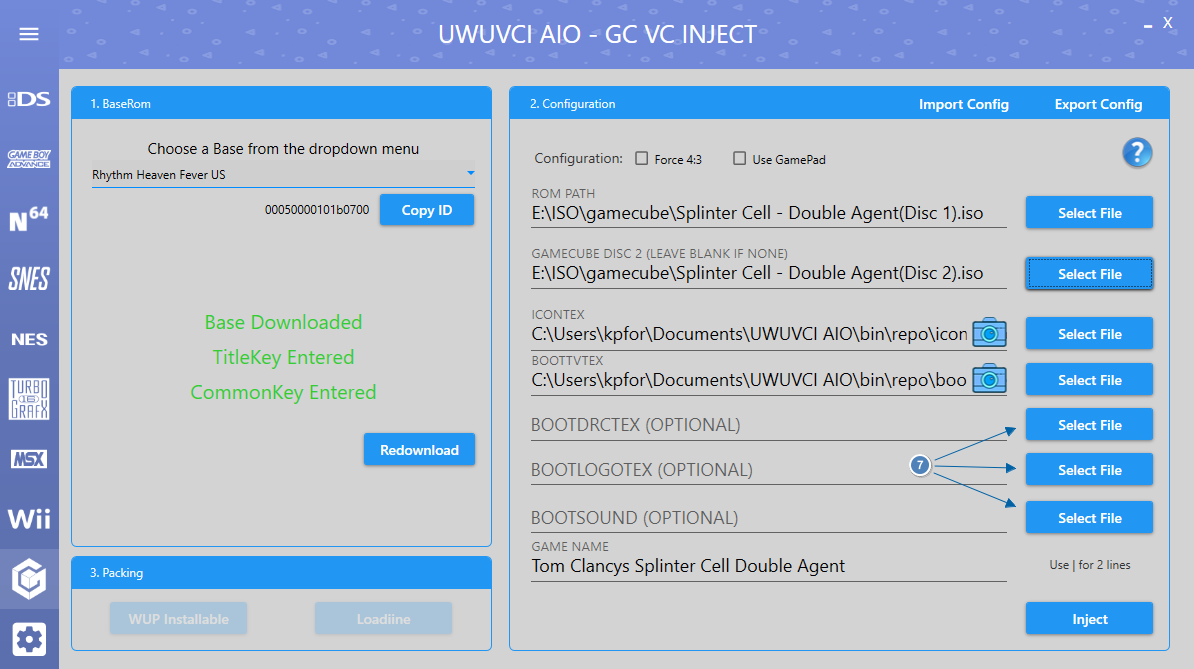 UWUVCI AIO - GC VC INJECT
X
DS
GAME BOY
ADVANCE
N64
SNES
NES
TURBO
16
GRAFX
MSX
Wii
1. BaseRom
Choose a Base from the dropdown menu
Rhythm Heaven Fever US
00050000101b0700
Copy ID
Base Downloaded
TitleKey Entered
CommonKey Entered
Redownload
3. Packing
WUP Installable
Loadiine
2. Configuration
Import Config
Export Config
Configuration:
Force 4:3
Use GamePad
?
ROM PATH
E:\ISO\gamecube\Splinter Cell - Double Agent(Disc 1).iso
Select File
GAMECUBE DISC 2 (LEAVE BLANK IF NONE)
E:\ISO\gamecube\Splinter Cell - Double Agent(Disc 2).iso
Select File
ICONTEX
C:\Users\kpfor\Documents\UWUVCI AIO\bin\repo\icon
Select File
BOOTTVTEX
C:\Users\kpfor\Documents\UWUVCI AIO\bin\repo\boo
Select File
BOOTDRCTEX (OPTIONAL)
Select File
BOOTLOGOTEX (OPTIONAL)
7
Select File
BOOTSOUND (OPTIONAL)
Select File
GAME NAME
Tom Clancys Splinter Cell Double Agent
Use | for 2 lines
Inject